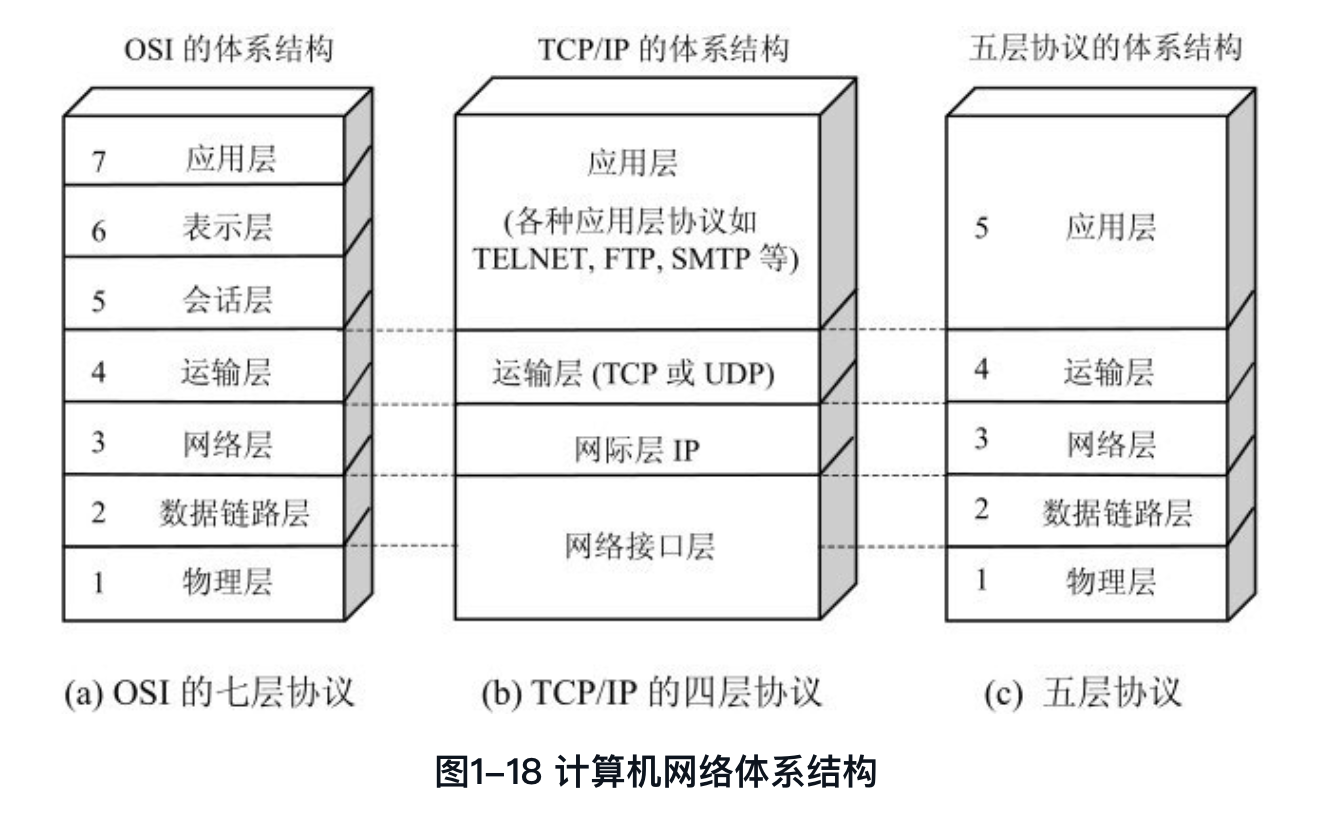 OSI 的体系结构
7 应用层
6 表示层
5 会话层
4 运输层
3 网络层
2 数据链路层
1 物理层
(a) OSI 的七层协议
TCP/IP 的体系结构
应用层
(各种应用层协议如
TELNET, FTP, SMTP 等)
运输层 (TCP 或 UDP)
网际层 IP
网络接口层
(b) TCP/IP 的四层协议
五层协议的体系结构
5 应用层
4 运输层
3 网络层
2 数据链路层
1 物理层
(c) 五层协议
图1-18 计算机网络体系结构